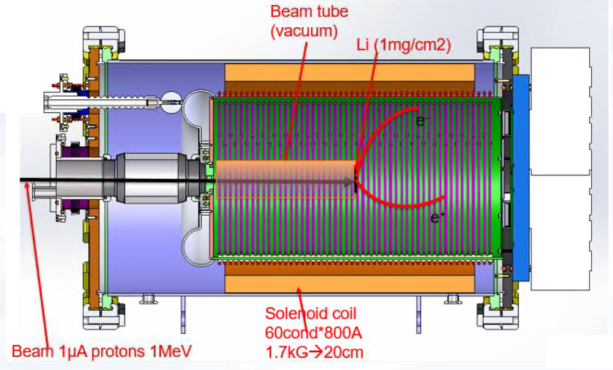 Beam tube
(vacuum)
Li (1mg/cm2)
e-
e+
Solenoid coil
60cond*800A
1.7kG→20cm
Beam 1µA protons 1MeV